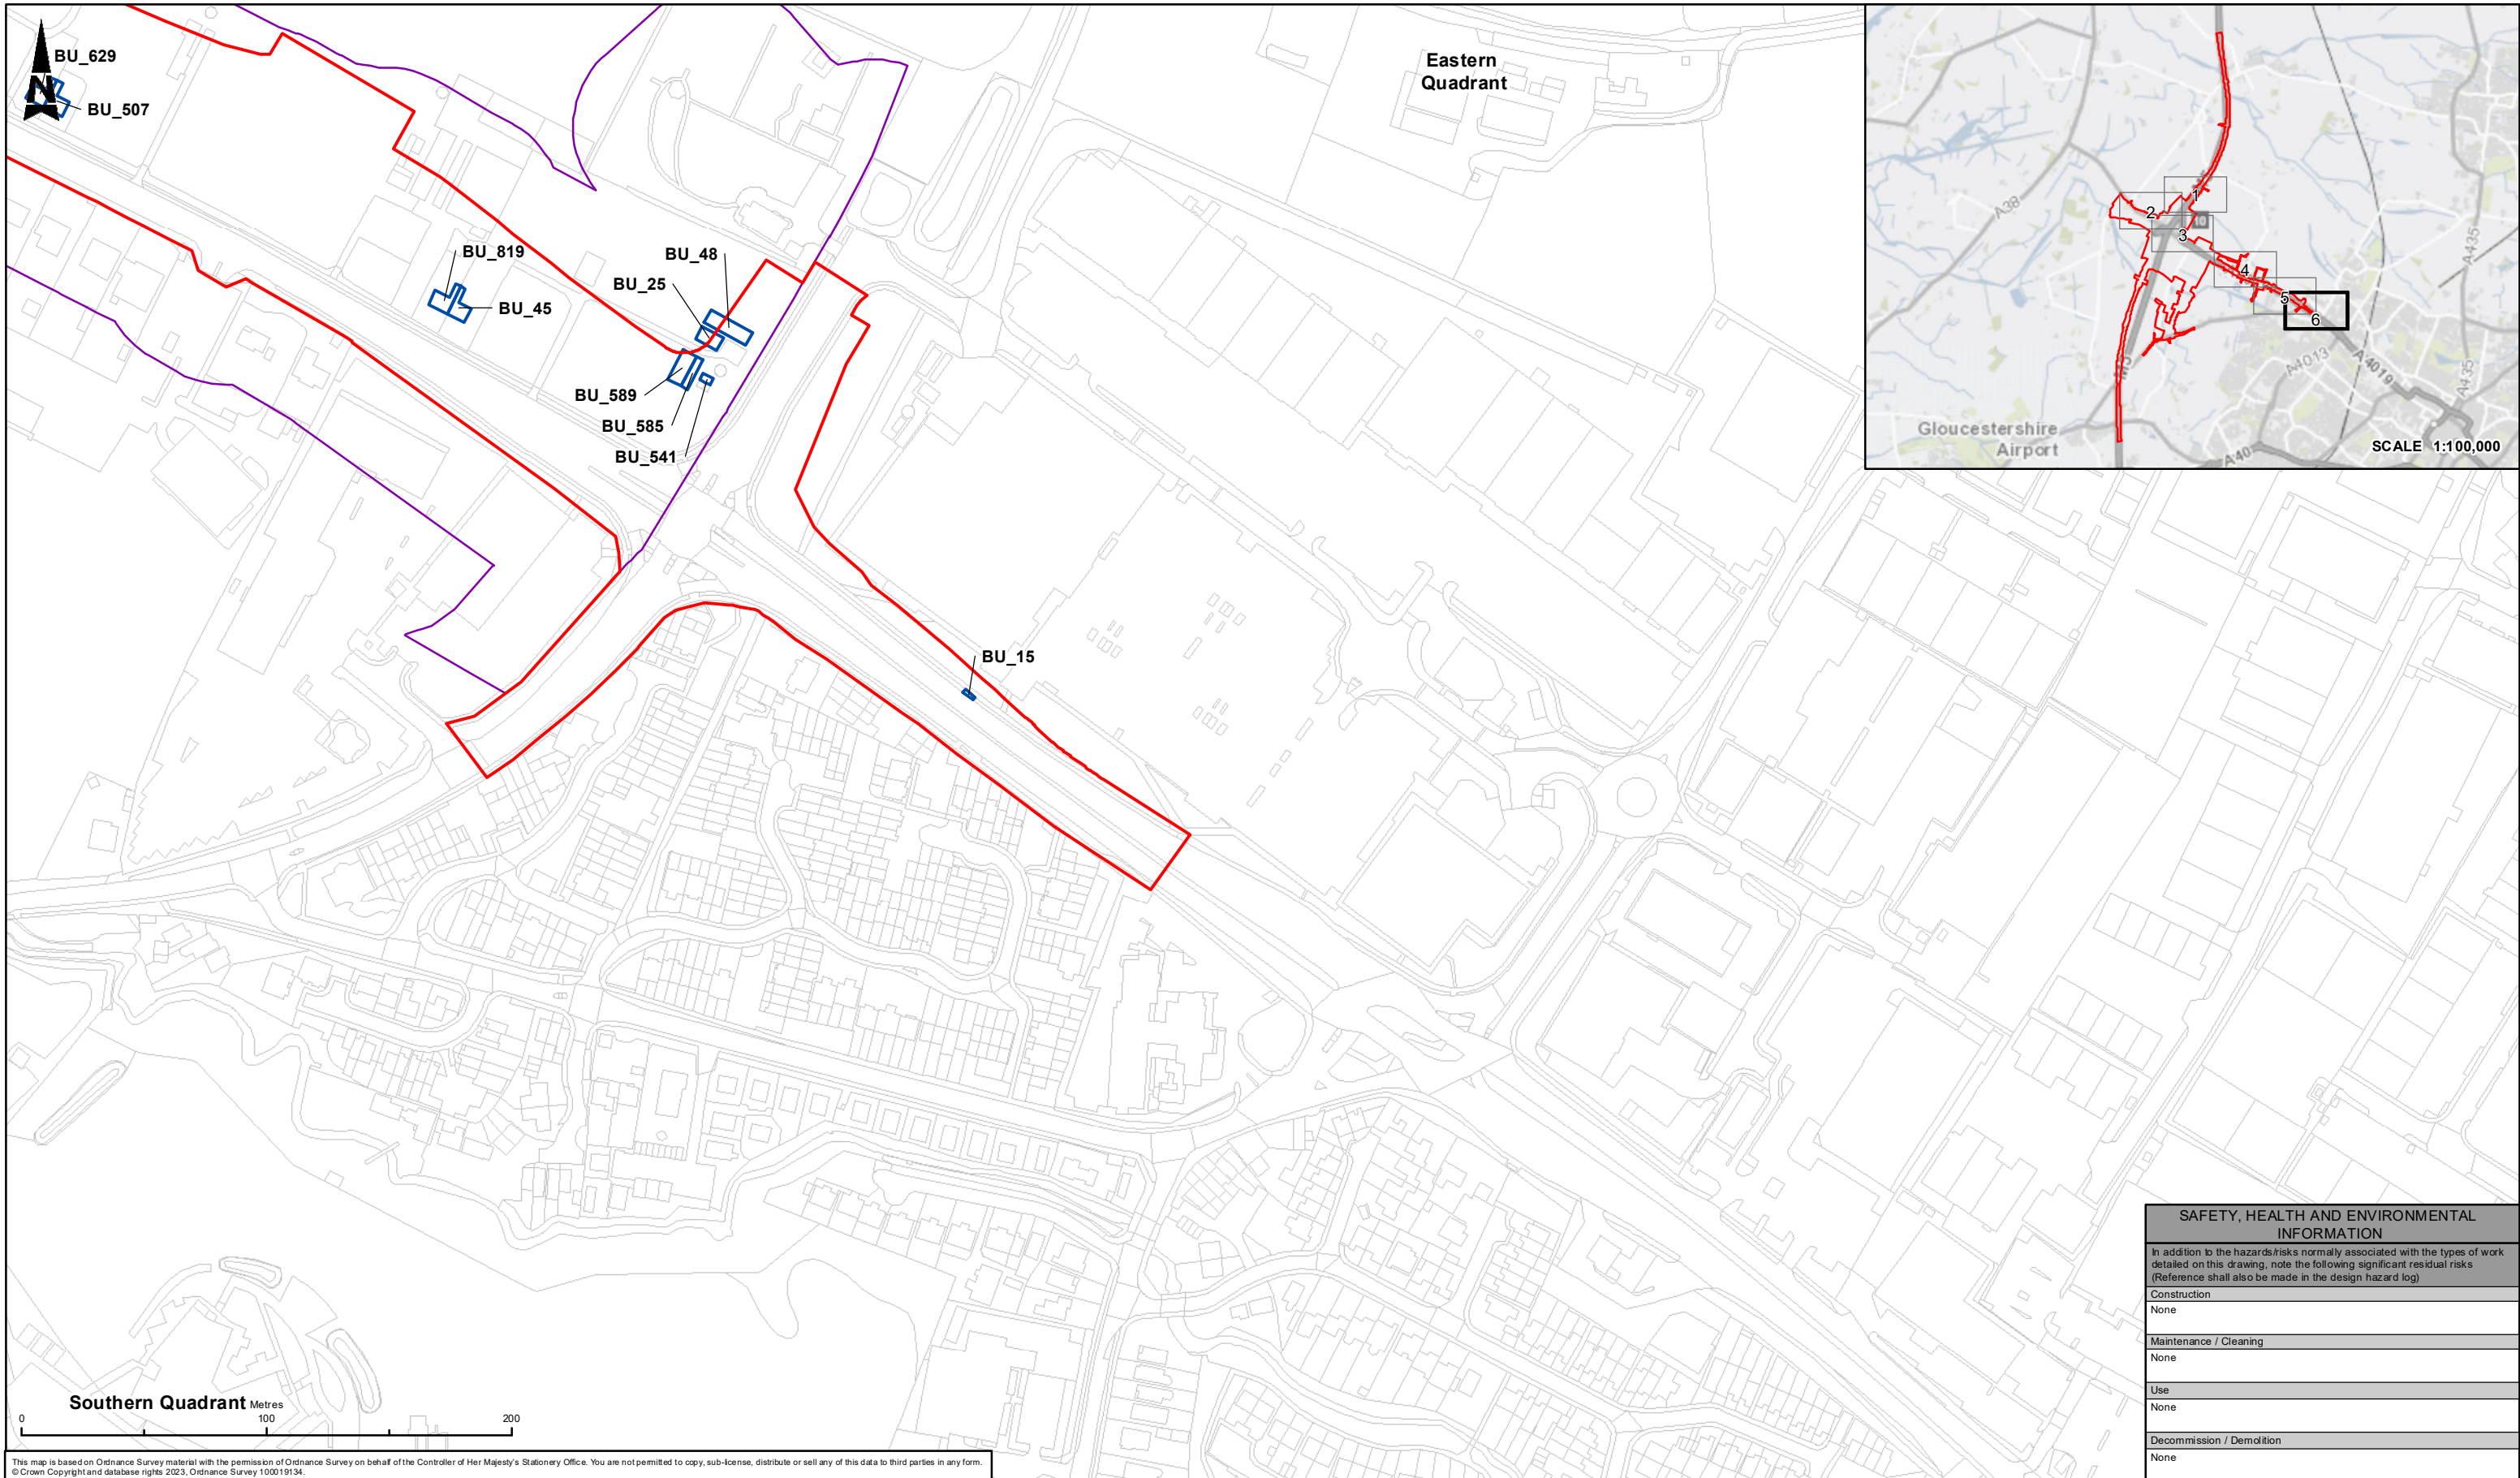 N
BU_629
BU_507
Eastern
Quadrant
BU_819
BU_45
BU_48
BU_25
BU_589
BU_585
BU_541
BU_15
A38
1
2
10
3
4
5
6
M5
A435
A4013
A4019
A435
Gloucestershire
Airport
A40
SCALE 1:100,000
Southern Quadrant Metres
0 100 200
This map is based on Ordnance Survey material with the permission of Ordnance Survey on behalf of the Controller of Her Majesty's Stationery Office. You are not permitted to copy, sub-license, distribute or sell any of this data to third parties in any form.
© Crown Copyright and database rights 2023, Ordnance Survey 100019134.
SAFETY, HEALTH AND ENVIRONMENTAL
INFORMATION
In addition to the hazards/risks normally associated with the types of work
detailed on this drawing, note the following significant residual risks
(Reference shall also be made in the design hazard log)
Construction
None
Maintenance / Cleaning
None
Use
None
Decommission / Demolition
None